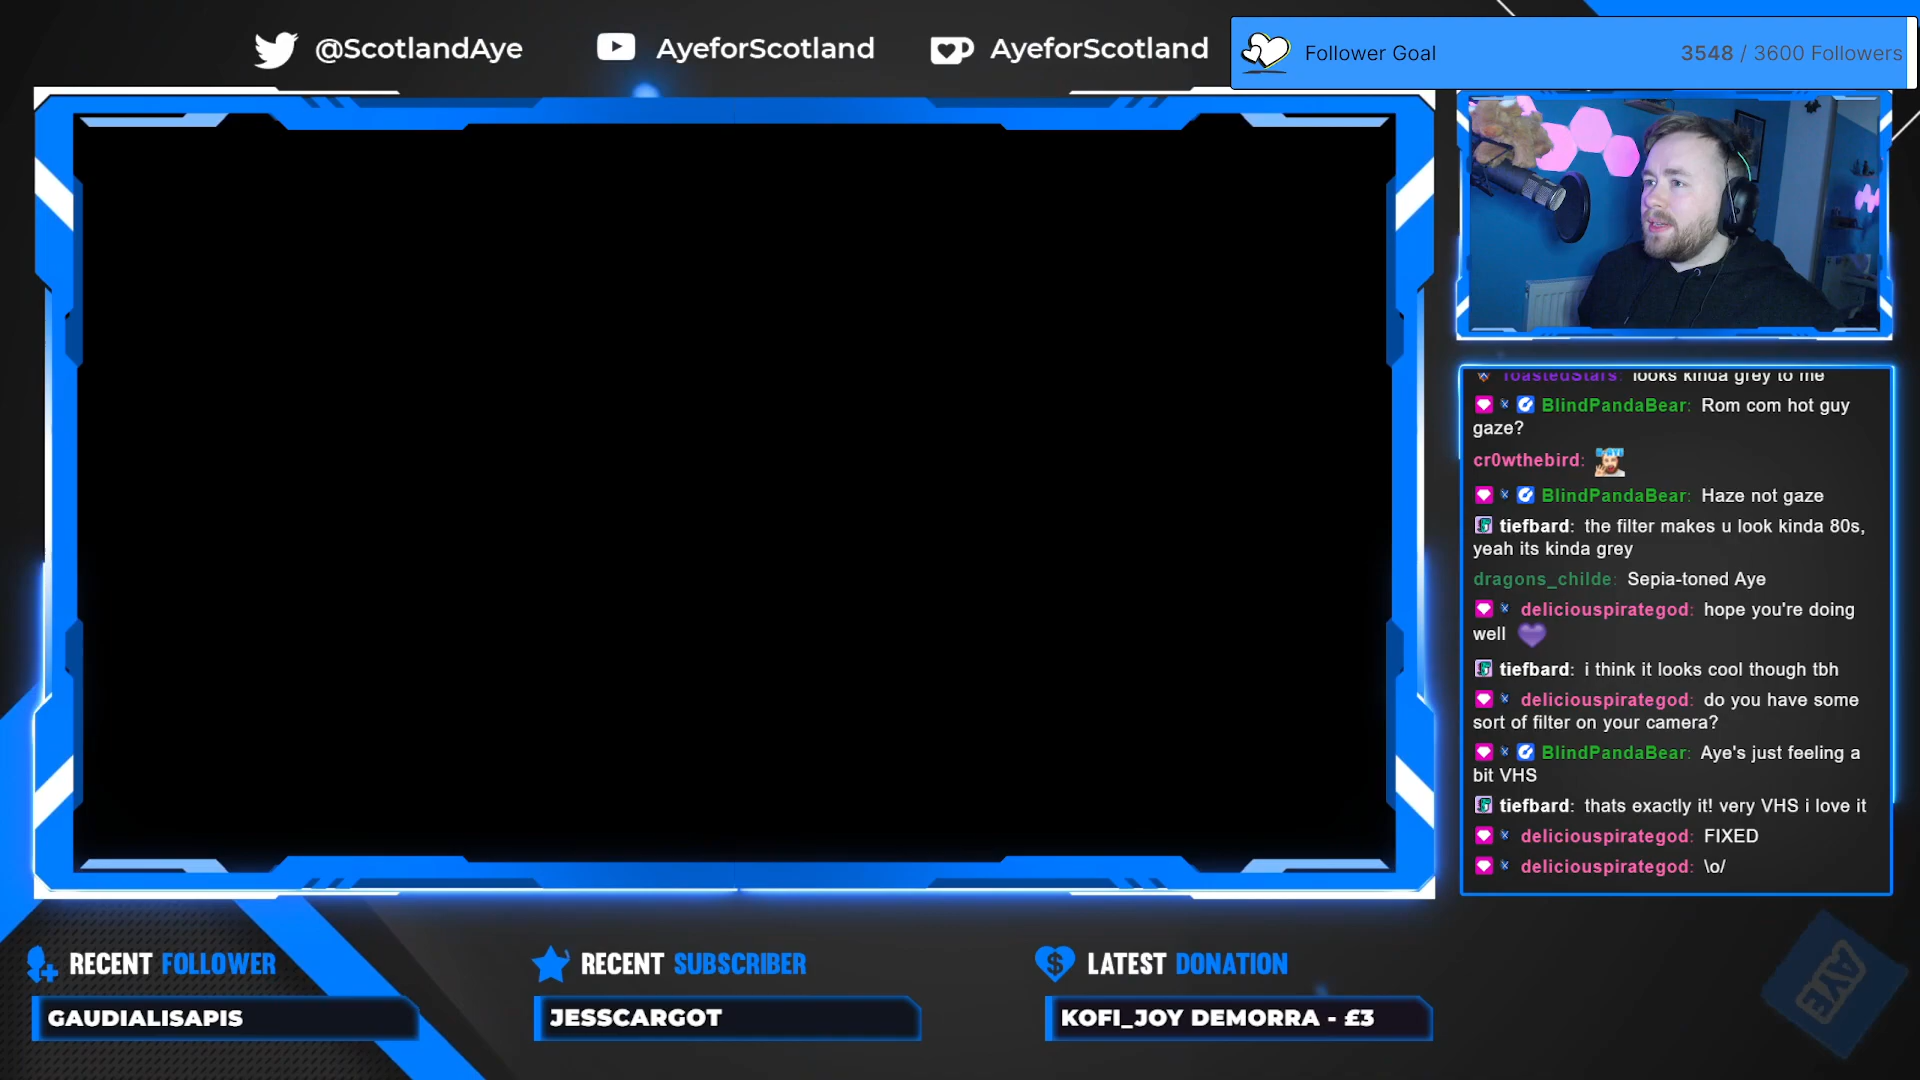 @ScotlandAye
AyeforScotland
AyeforScotland
Follower Goal
3548 / 3600 Followers
roastedStars: looks kinda grey to me
BlindPandaBear: Rom com hot guy
gaze?
cr0wthebird:
BlindPandaBear: Haze not gaze
tiefbard: the filter makes u look kinda 80s,
yeah its kinda grey
dragons_childe: Sepia-toned Aye
deliciouspirategod: hope you're doing
well
tiefbard: i think it looks cool though tbh
deliciouspirategod: do you have some
sort of filter on your camera?
BlindPandaBear: Aye's just feeling a
bit VHS
tiefbard: thats exactly it! very VHS i love it
deliciouspirategod: FIXED
deliciouspirategod: \o/
RECENT FOLLOWER
GAUDIALISAPIS
RECENT SUBSCRIBER
JESSCARGOT
LATEST DONATION
KOFI_JOY DEMORRA - £3
AYE